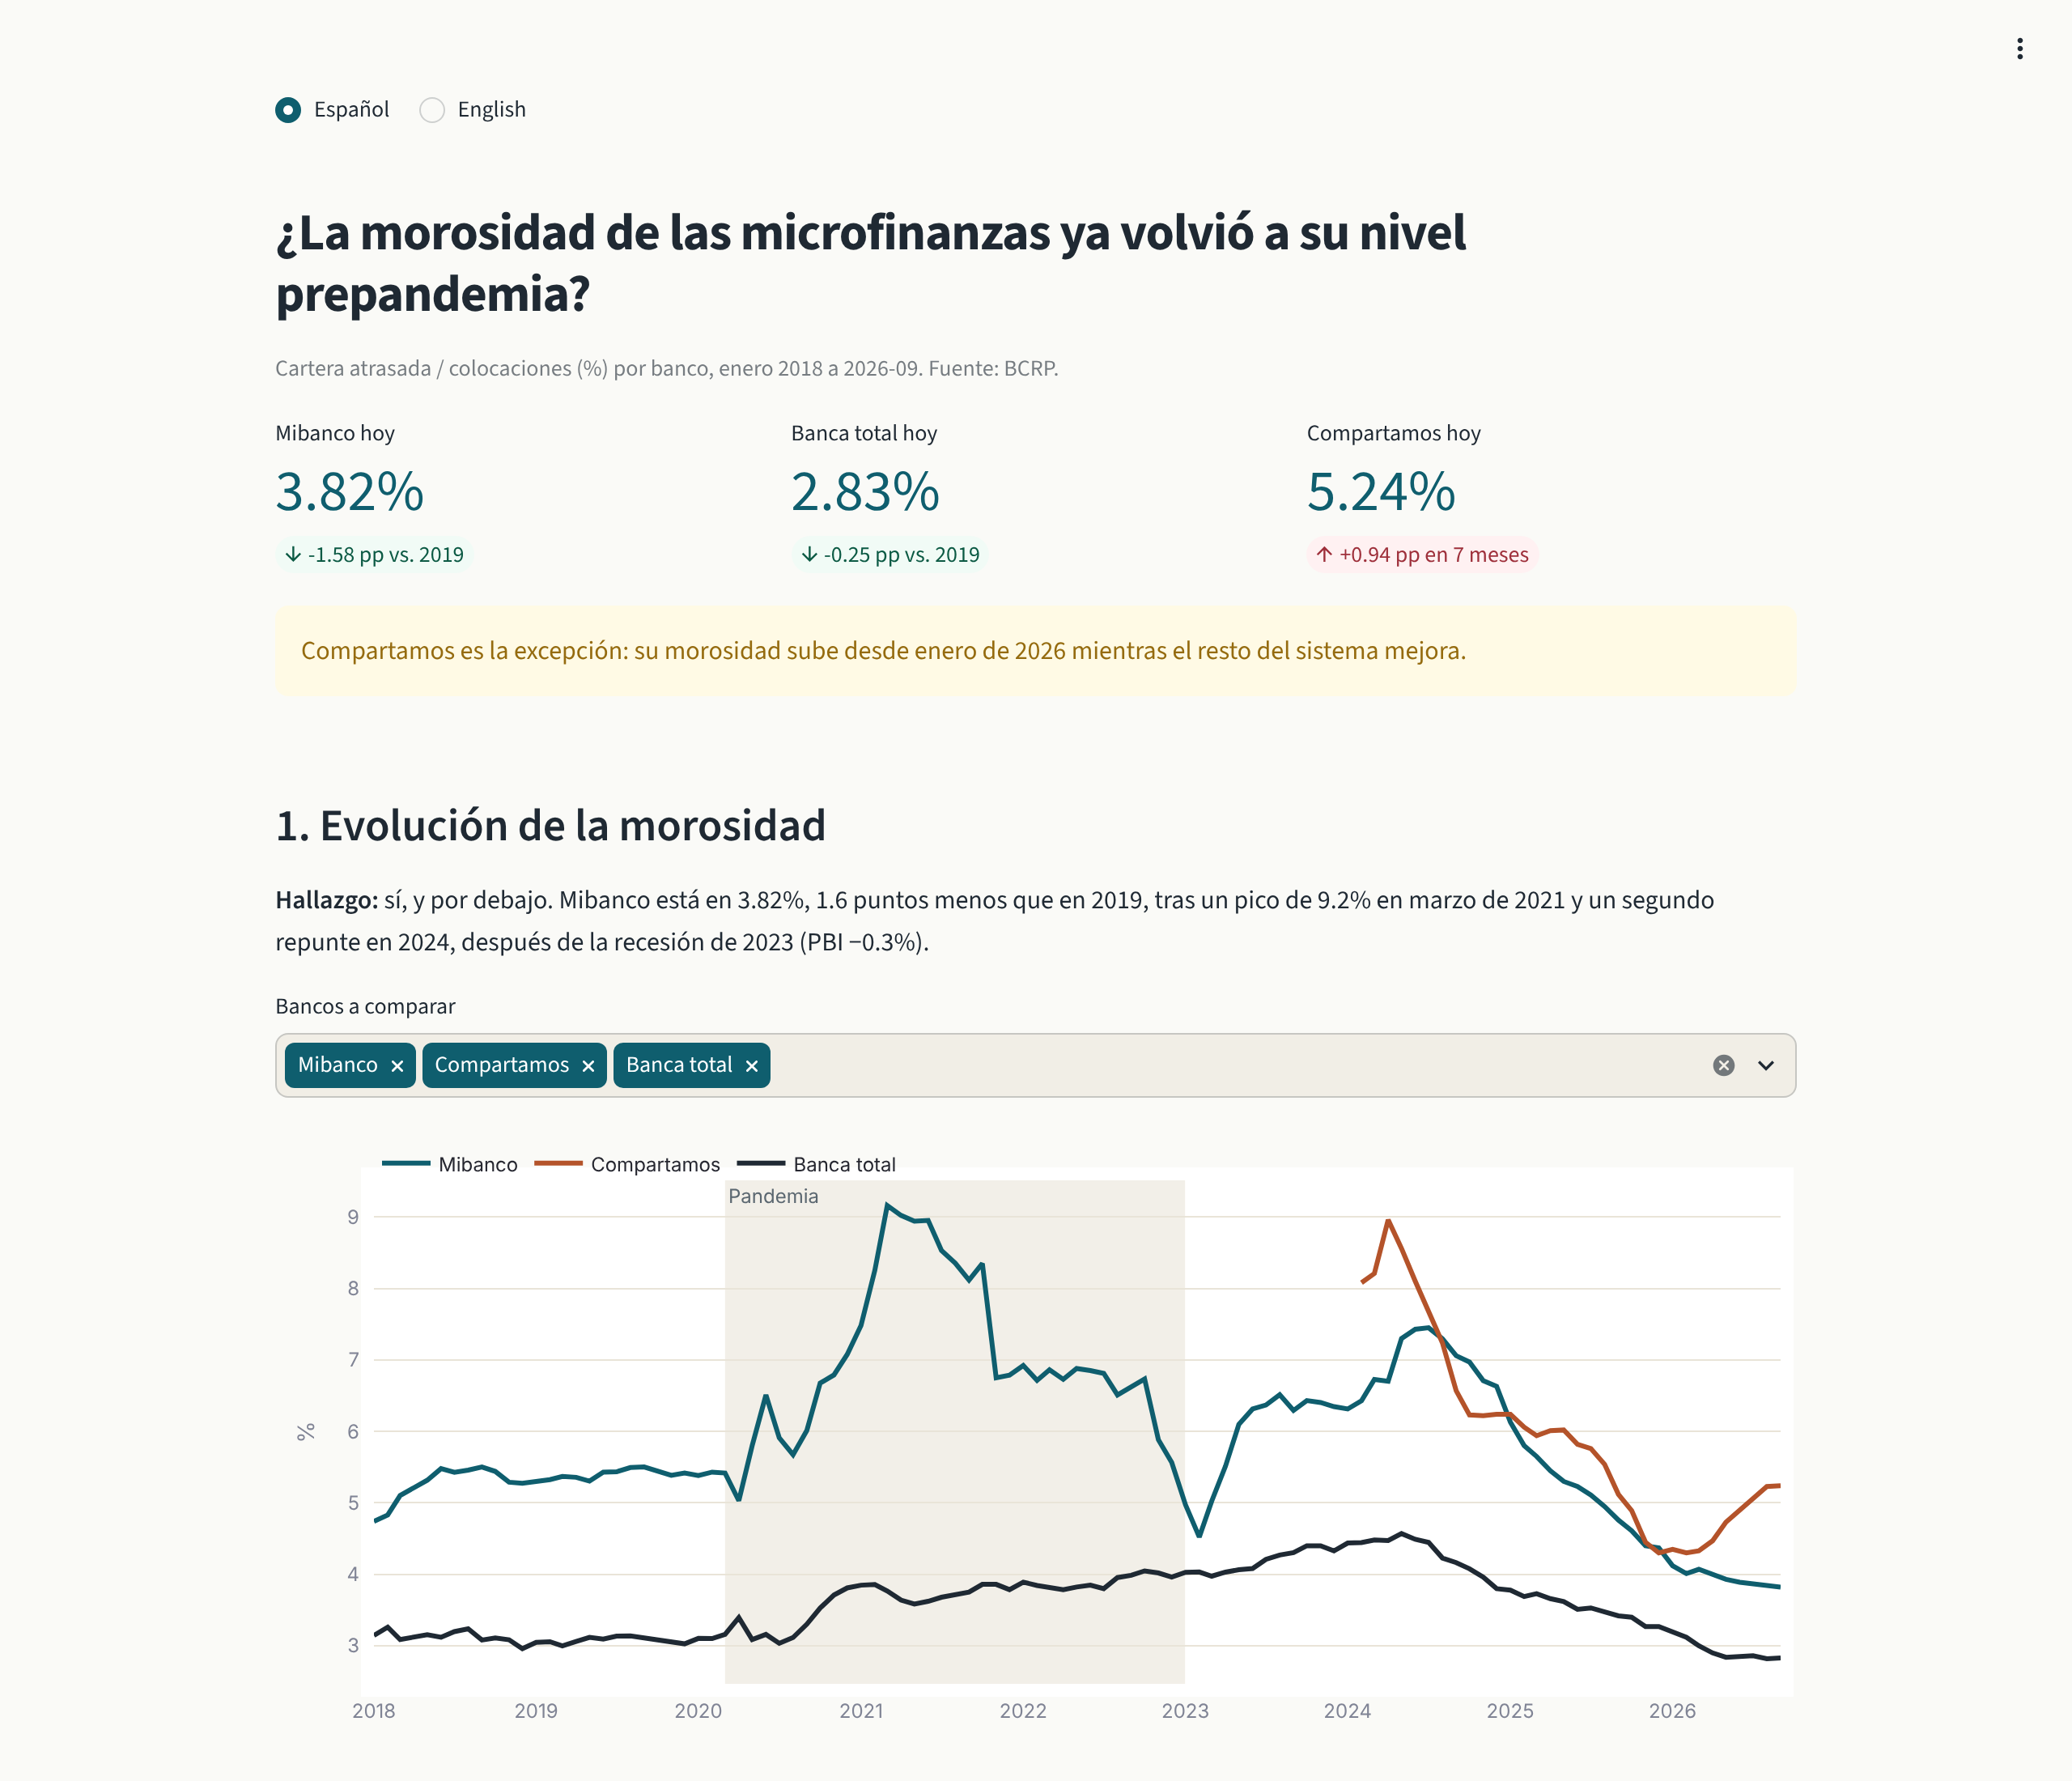 Español English
¿La morosidad de las microfinanzas ya volvió a su nivel
prepandemia?
Cartera atrasada / colocaciones (%) por banco, enero 2018 a 2026-09. Fuente: BCRP.
Mibanco hoy
3.82%
↓ -1.58 pp vs. 2019
Banca total hoy
2.83%
↓ -0.25 pp vs. 2019
Compartamos hoy
5.24%
↑ +0.94 pp en 7 meses
Compartamos es la excepción: su morosidad sube desde enero de 2026 mientras el resto del sistema mejora.
1. Evolución de la morosidad
Hallazgo: sí, y por debajo. Mibanco está en 3.82%, 1.6 puntos menos que en 2019, tras un pico de 9.2% en marzo de 2021 y un segundo
repunte en 2024, después de la recesión de 2023 (PBI −0.3%).
Bancos a comparar
Mibanco Compartamos Banca total
Mibanco Compartamos Banca total
Pandemia
9
8
7
6
5
4
3
%
2018 2019 2020 2021 2022 2023 2024 2025 2026